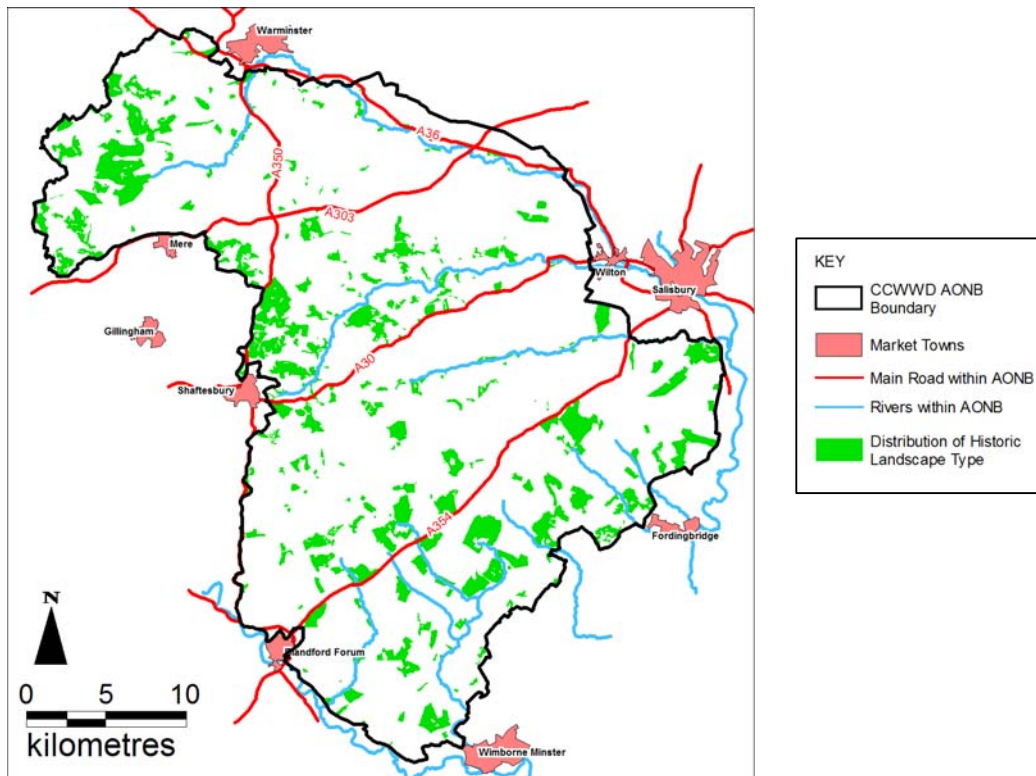 Warminster
A36
A350
A303
Mere
Wilton
Salisbury
Gillingham
A30
Shaftesbury
A354
Fordingbridge
N
Blandford Forum
0 5 10
kilometres
Wimborne Minster
KEY
CCWWD AONB
Boundary
Market Towns
Main Road within AONB
Rivers within AONB
Distribution of Historic
Landscape Type